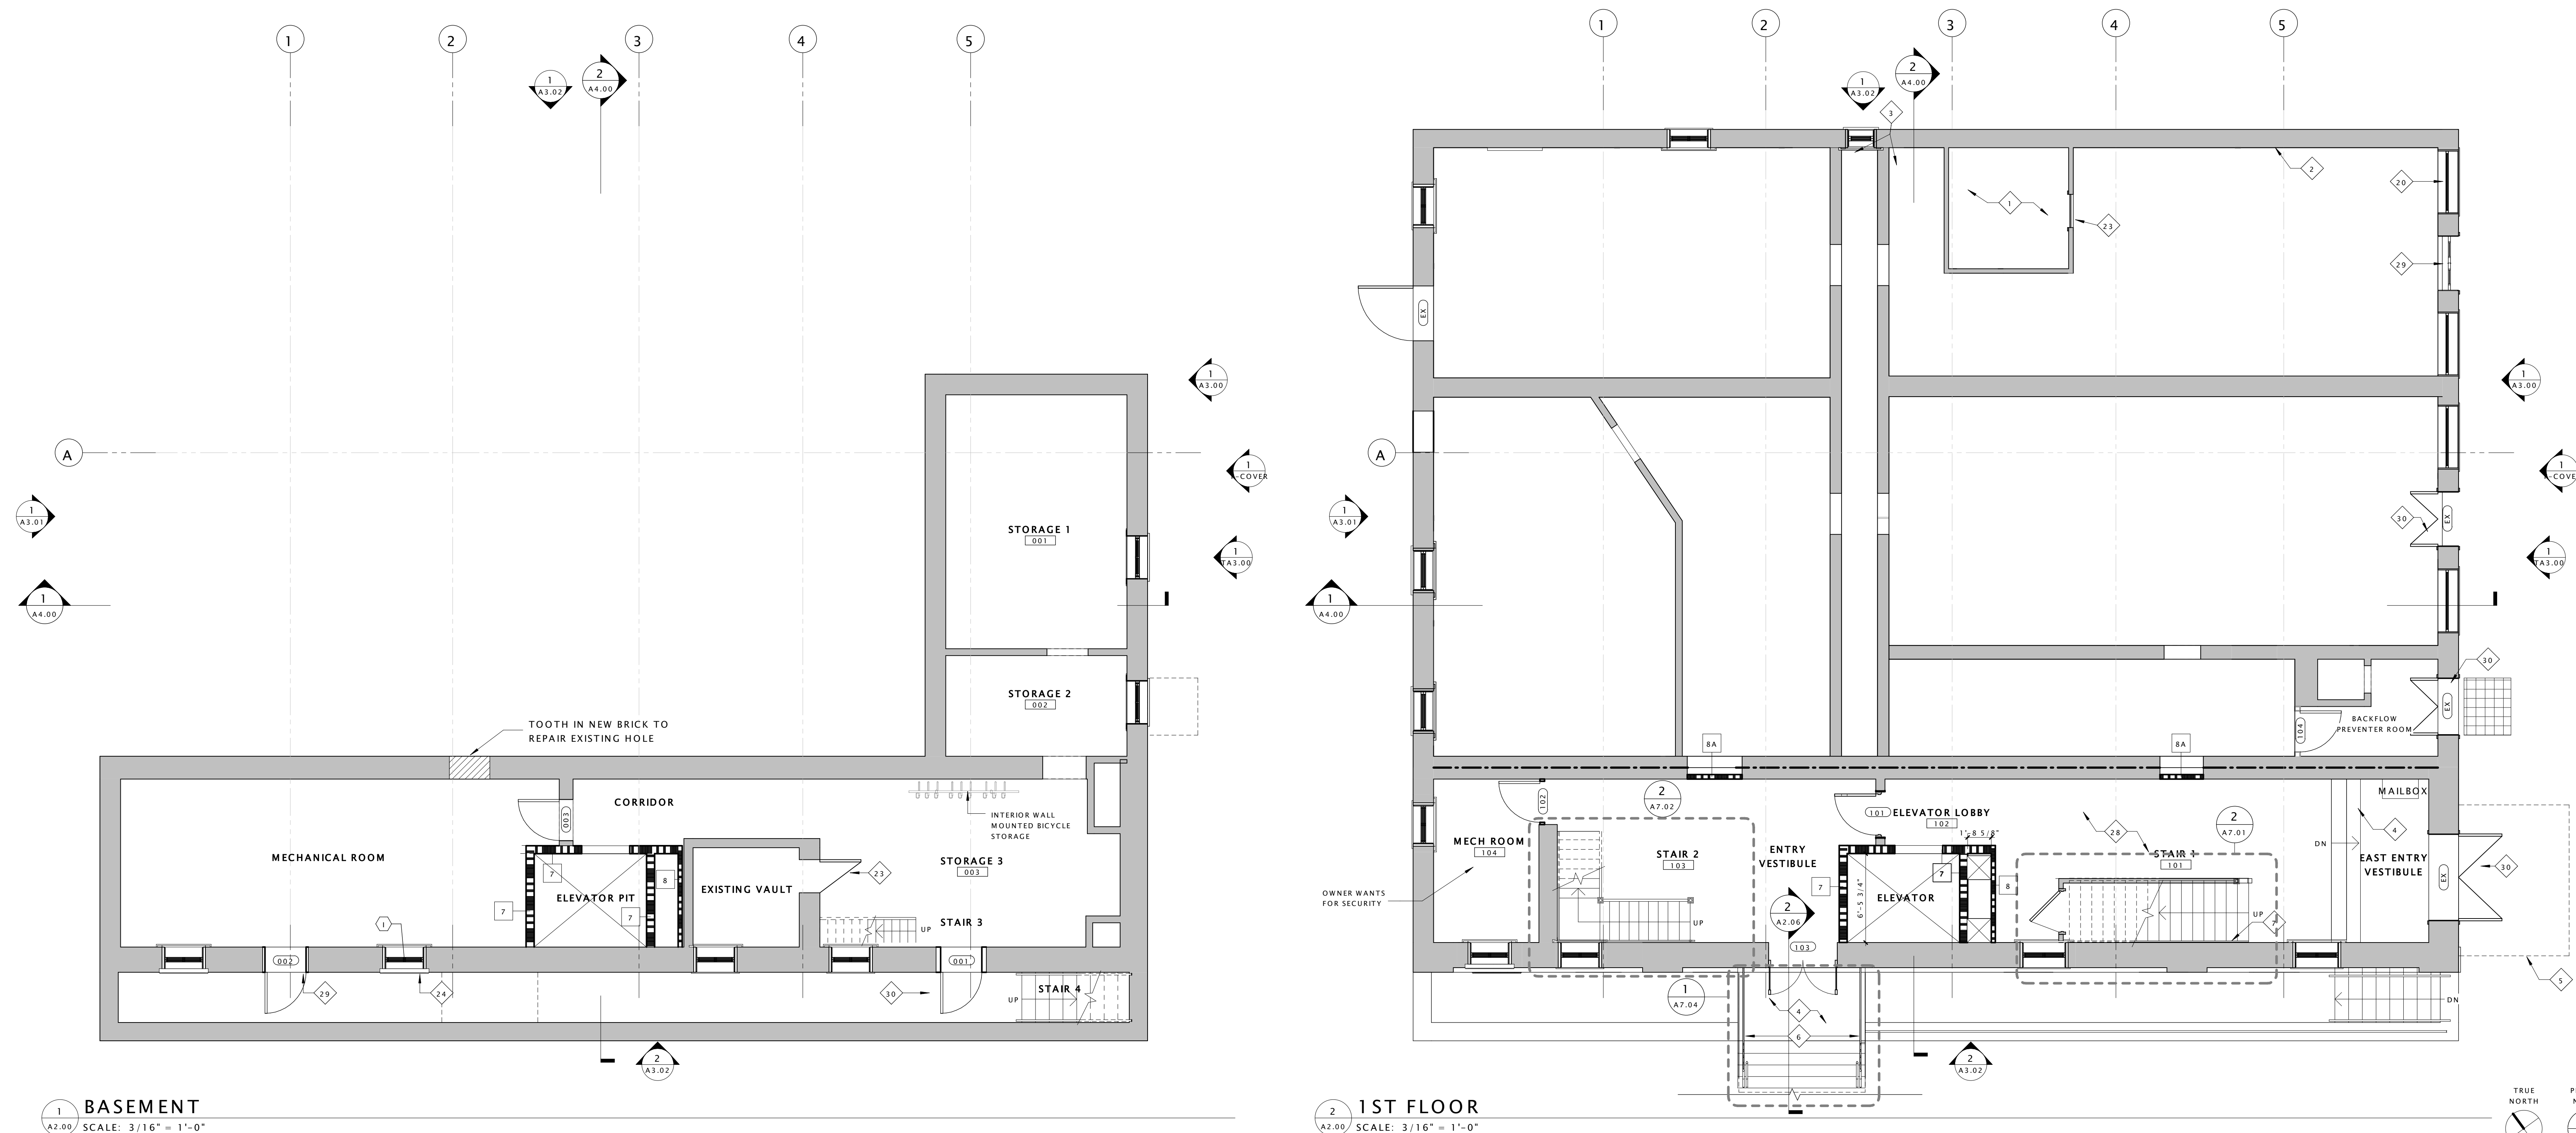 1
2
3
4
5
1
A3.02
2
A4.00
1
A3.00
A
1
-COVER
1
A3.01
STORAGE 1
001
1
TA3.00
1
A4.00
STORAGE 2
002
TOOTH IN NEW BRICK TO
REPAIR EXISTING HOLE
CORRIDOR
003
INTERIOR WALL
MOUNTED BICYCLE
STORAGE
MECHANICAL ROOM
STORAGE 3
003
7
8
23
EXISTING VAULT
ELEVATOR PIT
7
7
1
STAIR 3
UP
002
001
29
24
30
STAIR 4
UP
2
A3.02
1
A2.00
BASEMENT
SCALE: 3/16" = 1'-0"
1
2
3
4
5
1
A3.02
2
A4.00
3
2
20
1
23
29
EX
1
A3.00
A
1
-COVE
1
A3.01
30
EX
1
TA3.00
1
A4.00
30
EX
104
BACKFLOW
PREVENTER ROOM
8A
8A
2
A7.02
102
101
ELEVATOR LOBBY
102
MAILBOX
1'-8 5/8"
28
2
A7.01
4
MECH ROOM
104
STAIR 2
103
ENTRY
VESTIBULE
STAIR 1
101
DN
EAST ENTRY
VESTIBULE
EX
30
OWNER WANTS
FOR SECURITY
7
7
8
6'-5 3/4"
ELEVATOR
2
A2.06
UP
UP
103
1
A7.04
4
6
5
DN
2
A3.02
2
A2.00
1ST FLOOR
SCALE: 3/16" = 1'-0"
TRUE
NORTH